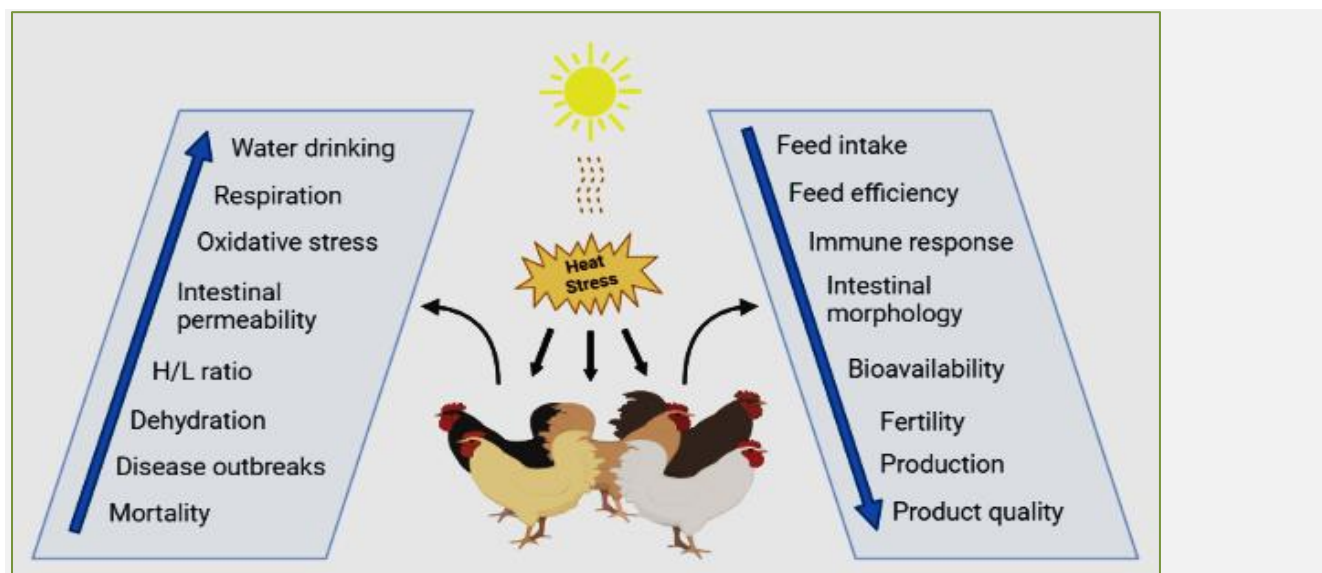 Water drinking
Respiration
Oxidative stress
Intestinal
permeability
H/L ratio
Dehydration
Disease outbreaks
Mortality
Heat
Stress
Feed intake
Feed efficiency
Immune response
Intestinal
morphology
Bioavailability
Fertility
Production
Product quality